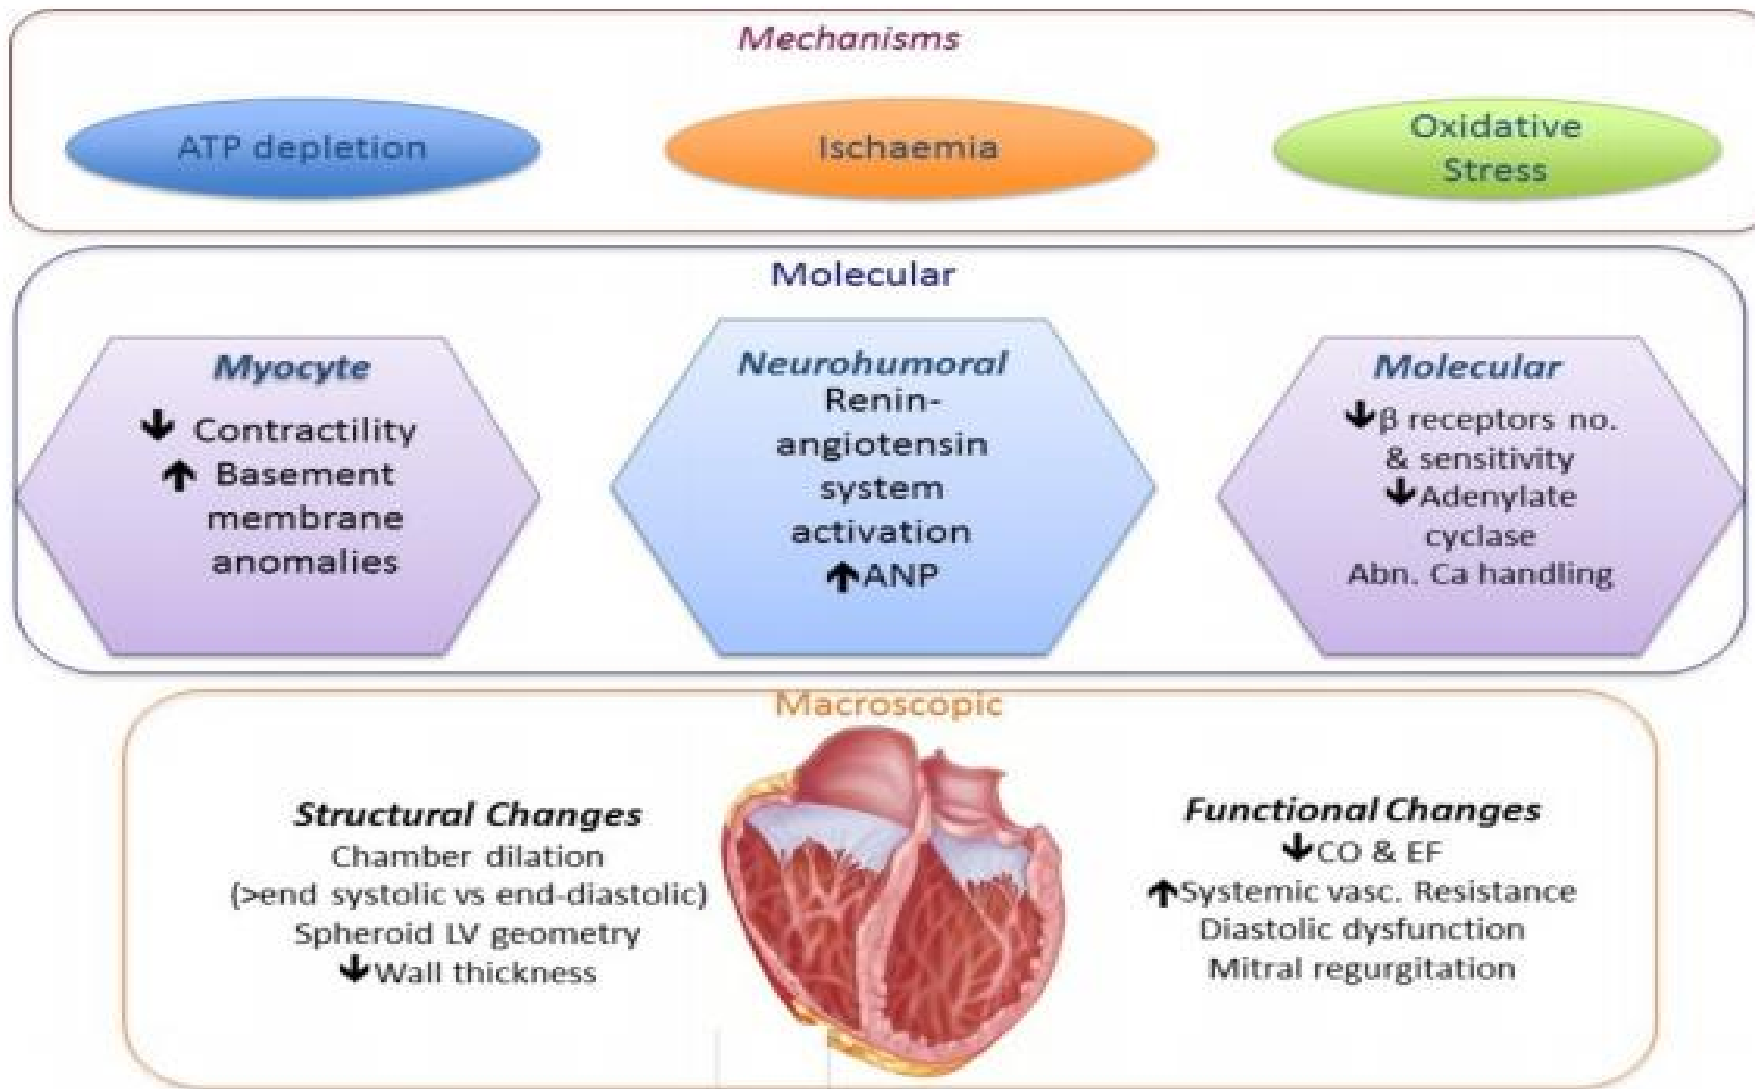 Mechanisms
ATP depletion
Ischaemia
Oxidative
Stress
Molecular
Myocyte
↓ Contractility
↑ Basement
membrane
anomalies
Neurohumoral
Renin-
angiotensin
system
activation
↑ANP
Molecular
↓β receptors no.
& sensitivity
↓Adenylate
cyclase
Abn. Ca handling
Macroscopic
Structural Changes
Chamber dilation
(>end systolic vs end-diastolic)
Spheroid LV geometry
↓Wall thickness
Functional Changes
↓CO & EF
↑Systemic vasc. Resistance
Diastolic dysfunction
Mitral regurgitation